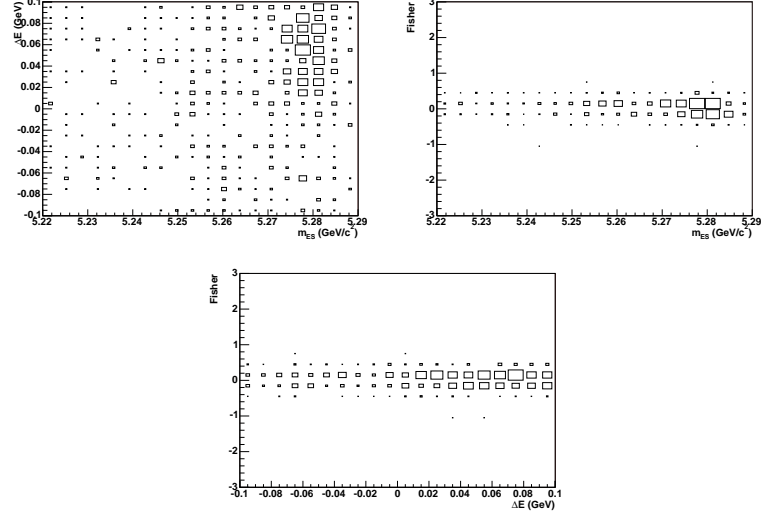 ΔE (GeV)
0.1
0.08
0.06
0.04
0.02
0
-0.02
-0.04
-0.06
-0.08
-0.1
5.22 5.23 5.24 5.25 5.26 5.27 5.28 5.29
mES (GeV/c2)
Fisher
3
2
1
0
-1
-2
-3
5.22 5.23 5.24 5.25 5.26 5.27 5.28 5.29
mES (GeV/c2)
Fisher
3
2
1
0
-1
-2
-3
-0.1 -0.08 -0.06 -0.04 -0.02 0 0.02 0.04 0.06 0.08 0.1
ΔE (GeV)